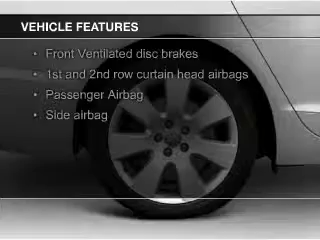 VEHICLE FEATURES
• Front Ventilated disc brakes
• 1st and 2nd row curtain head airbags
• Passenger Airbag
• Side airbag